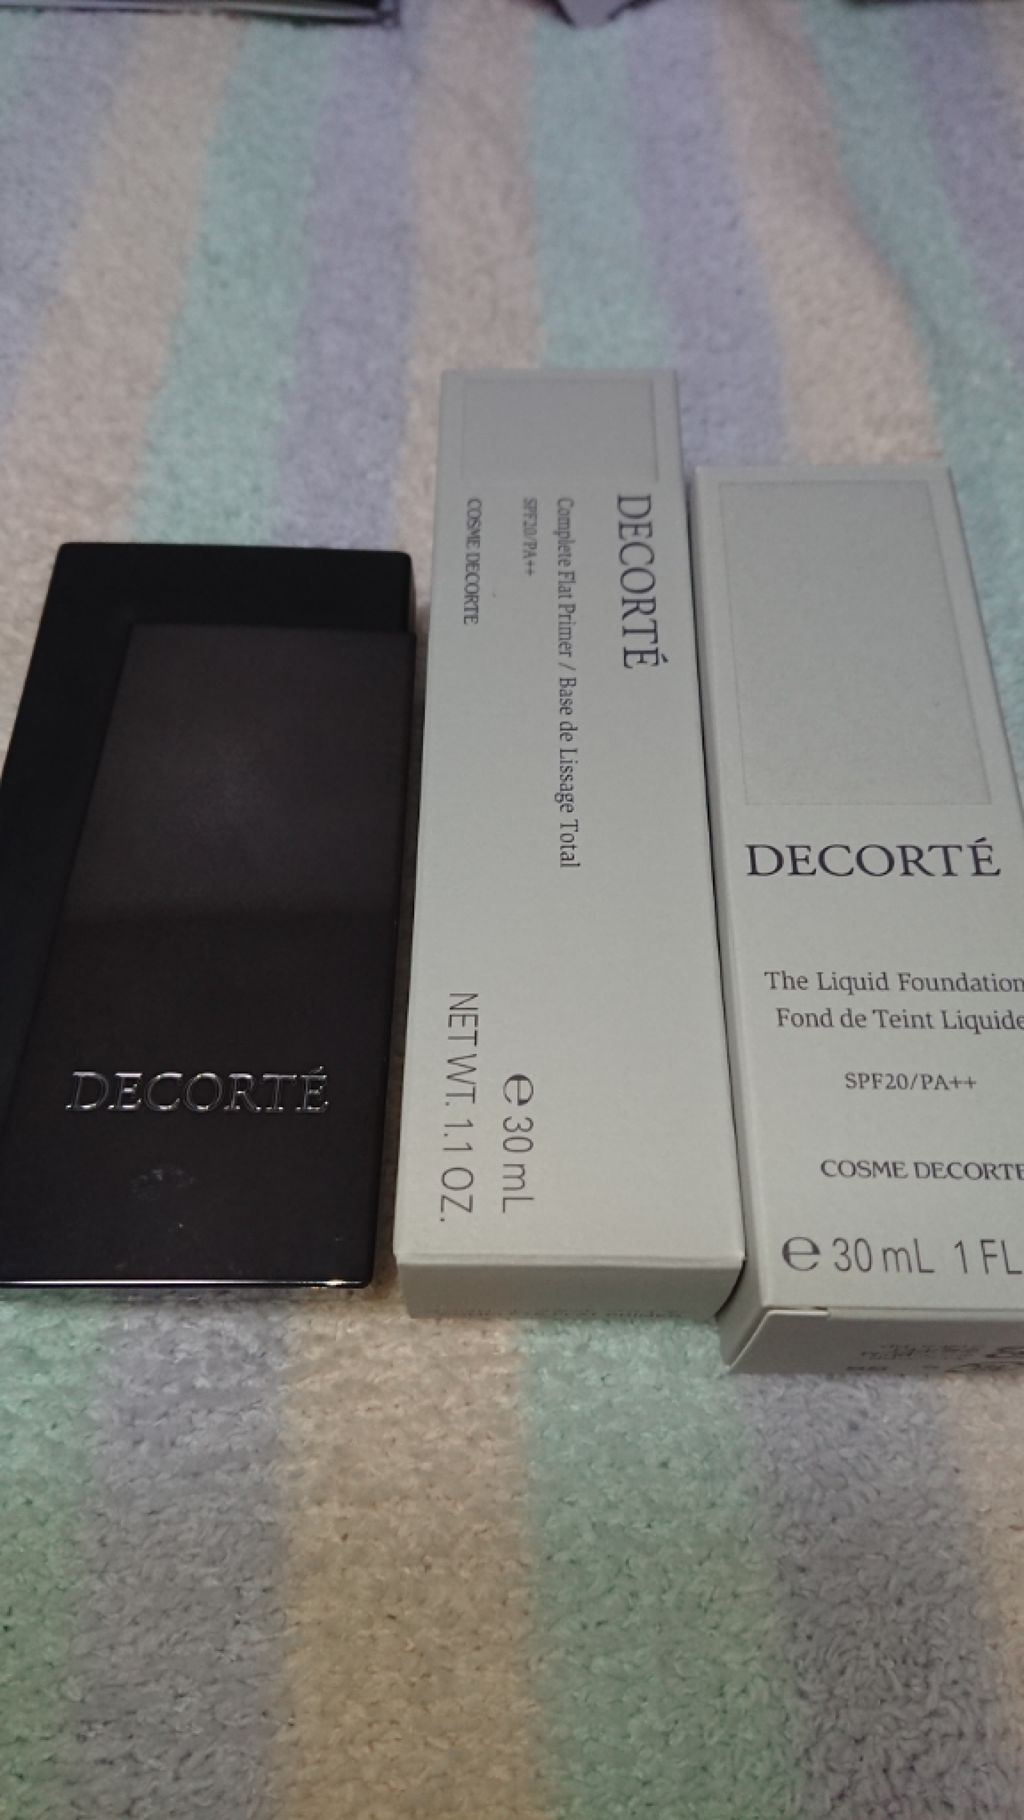 DECORTÉ
DECORTÉ
Complete Flat Primer / Base de Lissage Total
SPF20/PA++
COSME DECORTE
e 30 mL
NET WT. 1.1 OZ.
DECORTÉ
The Liquid Foundation
Fond de Teint Liquide
SPF20/PA++
COSME DECORTE
e 30 mL 1 FL